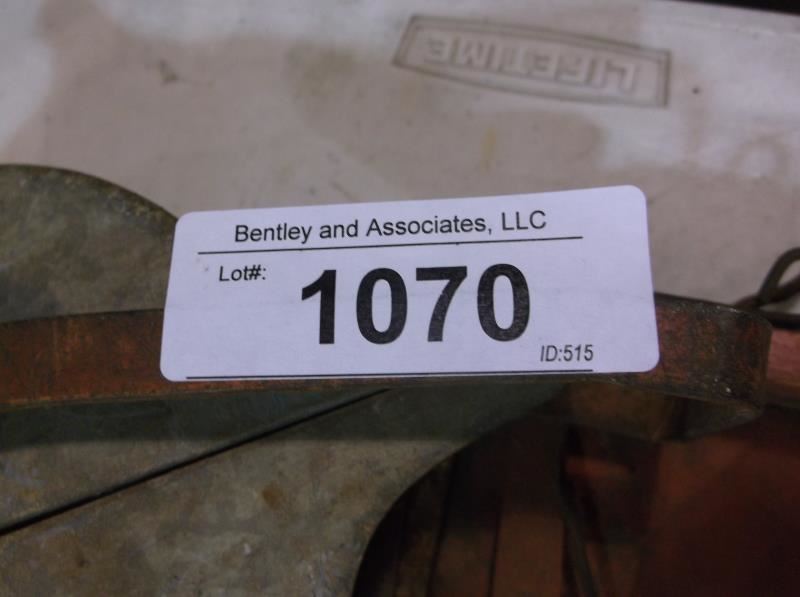 LIFETIME
Bentley and Associates, LLC
Lot#:
1070
ID:515